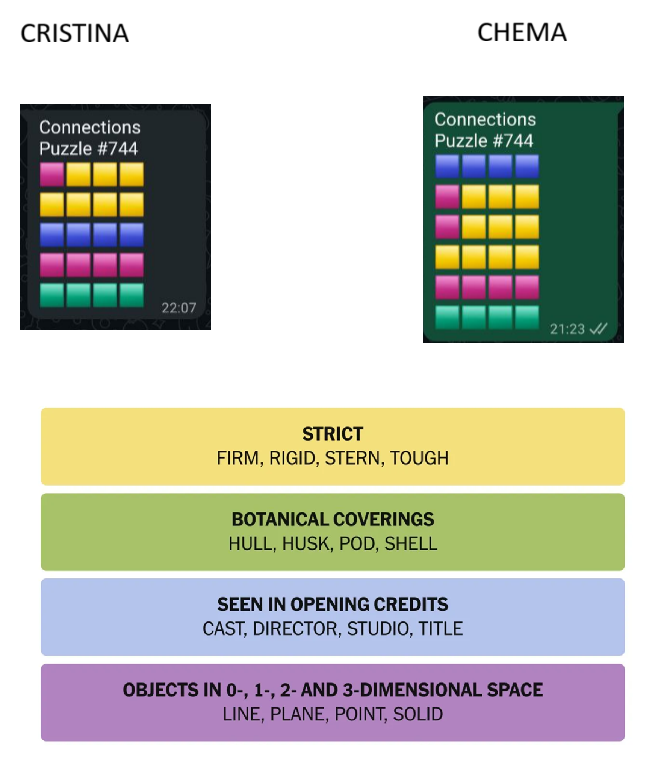 CRISTINA
CHEMA
Connections
Puzzle #744
22:07
Connections
Puzzle #744
21:23
STRICT
FIRM, RIGID, STERN, TOUGH
BOTANICAL COVERINGS
HULL, HUSK, POD, SHELL
SEEN IN OPENING CREDITS
CAST, DIRECTOR, STUDIO, TITLE
OBJECTS IN 0-, 1-, 2- AND 3-DIMENSIONAL SPACE
LINE, PLANE, POINT, SOLID